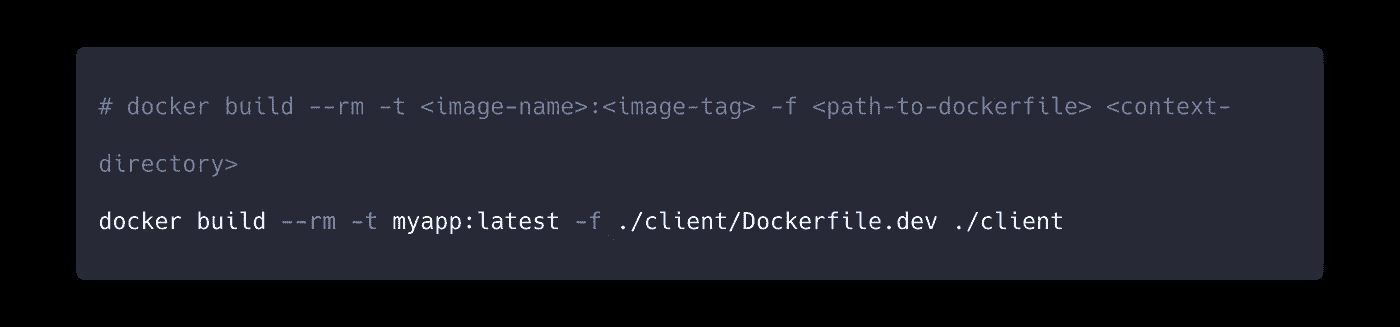 # docker build --rm -t <image-name>:<image-tag> -f <path-to-dockerfile> <context-
directory>
docker build --rm -t myapp:latest -f ./client/Dockerfile.dev ./client